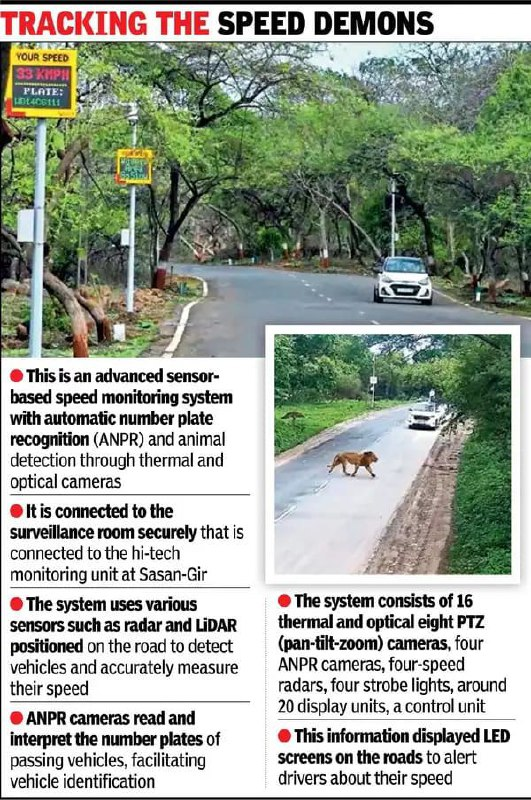 TRACKING THE SPEED DEMONS
YOUR SPEED
33 KMPH
PLATE:
● This is an advanced sensor-
based speed monitoring system
with automatic number plate
recognition (ANPR) and animal
detection through thermal and
optical cameras
● It is connected to the
surveillance room securely that is
connected to the hi-tech
monitoring unit at Sasan-Gir
● The system uses various
sensors such as radar and LiDAR
positioned on the road to detect
vehicles and accurately measure
their speed
● ANPR cameras read and
interpret the number plates of
passing vehicles, facilitating
vehicle identification
● The system consists of 16
thermal and optical eight PTZ
(pan-tilt-zoom) cameras, four
ANPR cameras, four-speed
radars, four strobe lights, around
20 display units, a control unit
● This information displayed LED
screens on the roads to alert
drivers about their speed